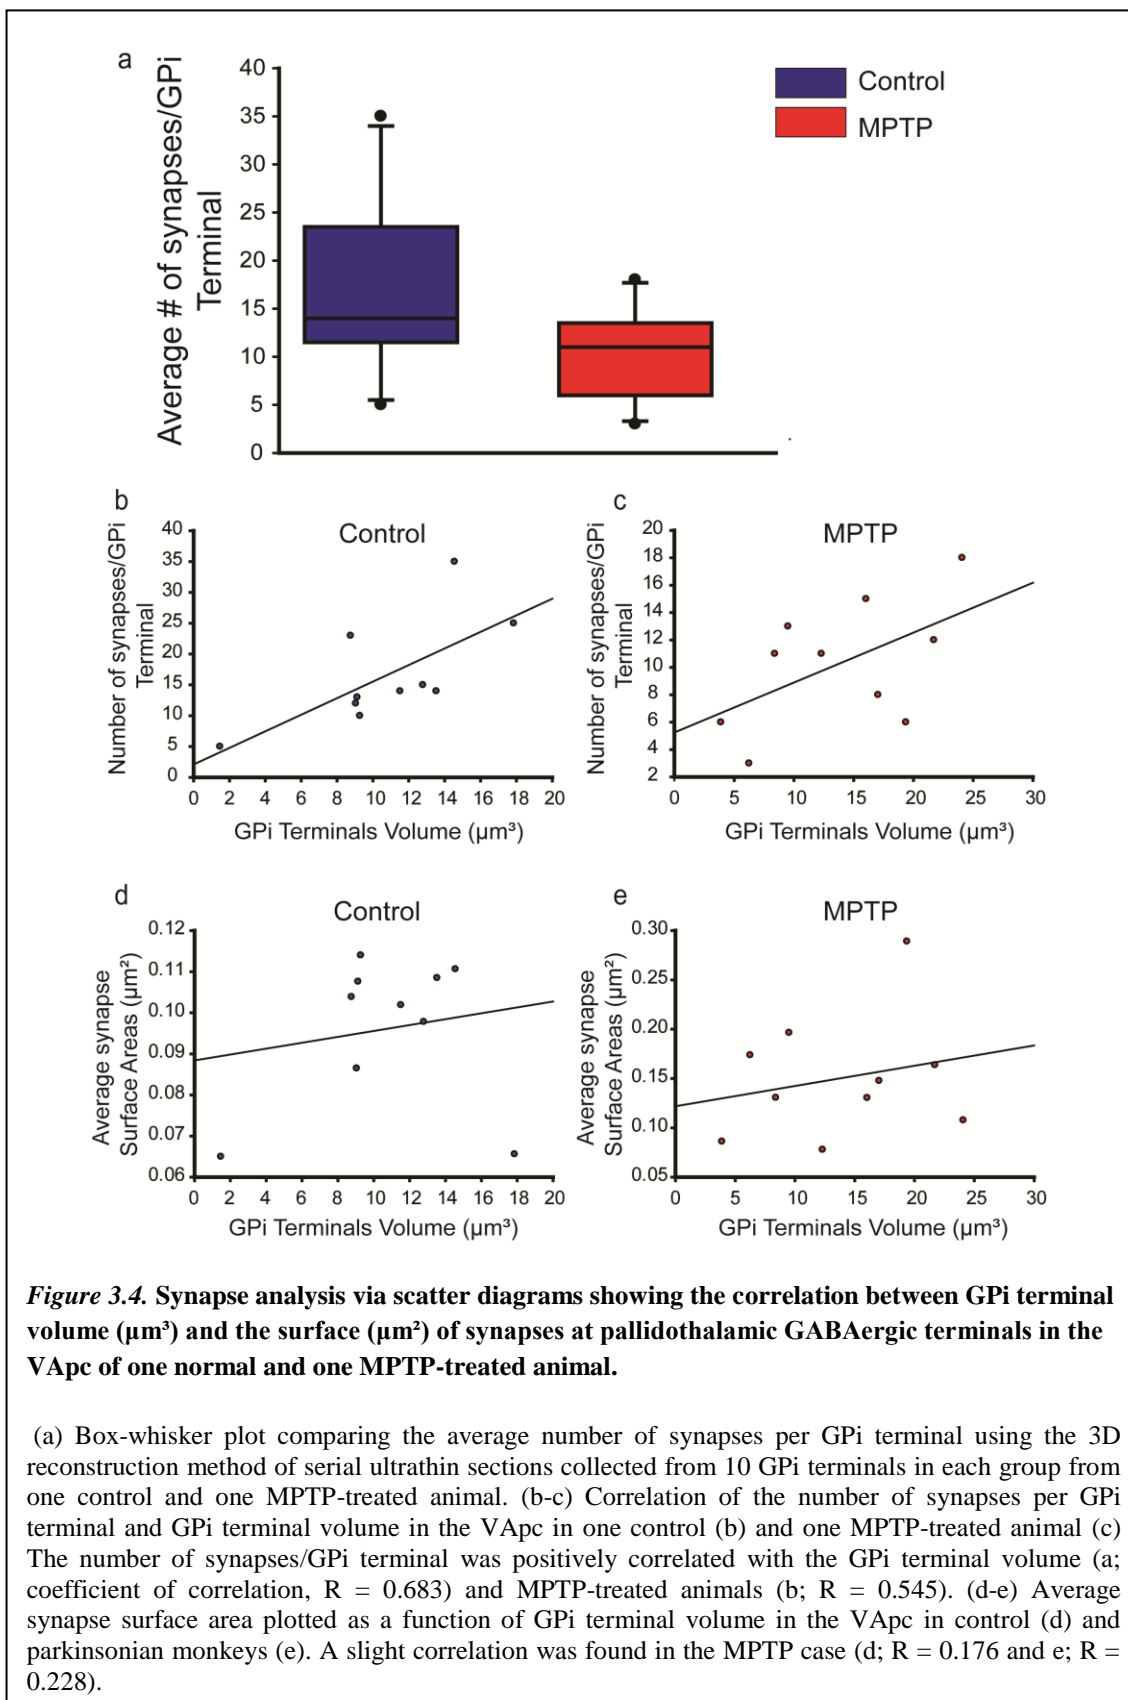 a
Average # of synapses/GPi
Terminal
40
35
30
25
20
15
10
5
0
Control
MPTP
b
Control
Number of synapses/GPi
Terminal
40
35
30
25
20
15
10
5
0
0 2 4 6 8 10 12 14 16 18 20
GPi Terminals Volume (µm³)
c
MPTP
Number of synapses/GPi
Terminal
20
18
16
14
12
10
8
6
4
2
0 5 10 15 20 25 30
GPi Terminals Volume (µm³)
d
Control
Average synapse
Surface Areas (µm²)
0.12
0.11
0.10
0.09
0.08
0.07
0.06
0 2 4 6 8 10 12 14 16 18 20
GPi Terminals Volume (µm³)
e
MPTP
Average synapse
Surface Areas (µm²)
0.30
0.25
0.20
0.15
0.10
0.05
0 5 10 15 20 25 30
GPi Terminals Volume (µm³)
Figure 3.4. Synapse analysis via scatter diagrams showing the correlation between GPi terminal
volume (µm³) and the surface (µm²) of synapses at pallidothalamic GABAergic terminals in the
VApc of one normal and one MPTP-treated animal.
(a) Box-whisker plot comparing the average number of synapses per GPi terminal using the 3D
reconstruction method of serial ultrathin sections collected from 10 GPi terminals in each group from
one control and one MPTP-treated animal. (b-c) Correlation of the number of synapses per GPi
terminal and GPi terminal volume in the VApc in one control (b) and one MPTP-treated animal (c)
The number of synapses/GPi terminal was positively correlated with the GPi terminal volume (a;
coefficient of correlation, R = 0.683) and MPTP-treated animals (b; R = 0.545). (d-e) Average
synapse surface area plotted as a function of GPi terminal volume in the VApc in control (d) and
parkinsonian monkeys (e). A slight correlation was found in the MPTP case (d; R = 0.176 and e; R =
0.228).